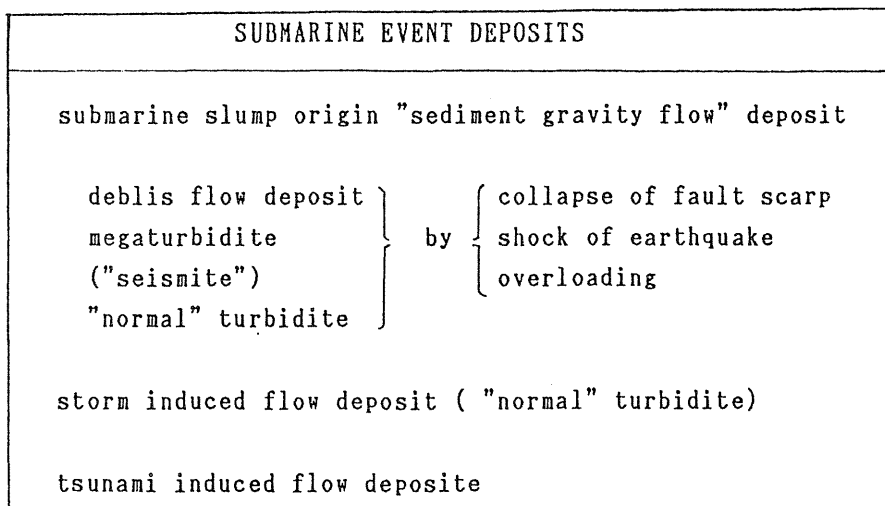 SUBMARINE EVENT DEPOSITS
submarine slump origin "sediment gravity flow" deposit
deblis flow deposit
megaturbidite
("seismite")
"normal" turbidite
by
collapse of fault scarp
shock of earthquake
overloading
storm induced flow deposit ( "normal" turbidite)
tsunami induced flow deposite